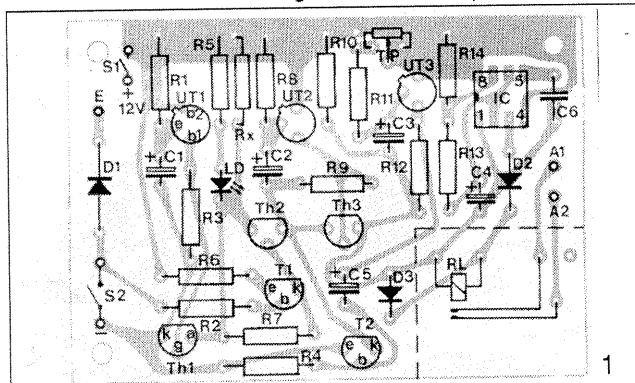 S1
+
12V
E
R1
R5
R8
R10
TP
R14
UT1
UT2
UT3
R11
8
5
IC
1
4
C6
e
b2
b1
Rx
+
C1
LD
+
C2
+
C3
R12
R13
D2
A1
D1
R3
R9
+
C4
A2
Th2
Th3
R6
T1
e
k
b
+
C5
D3
RL
S2
R2
R7
T2
k
a
g
Th1
R4
e
k
b
1